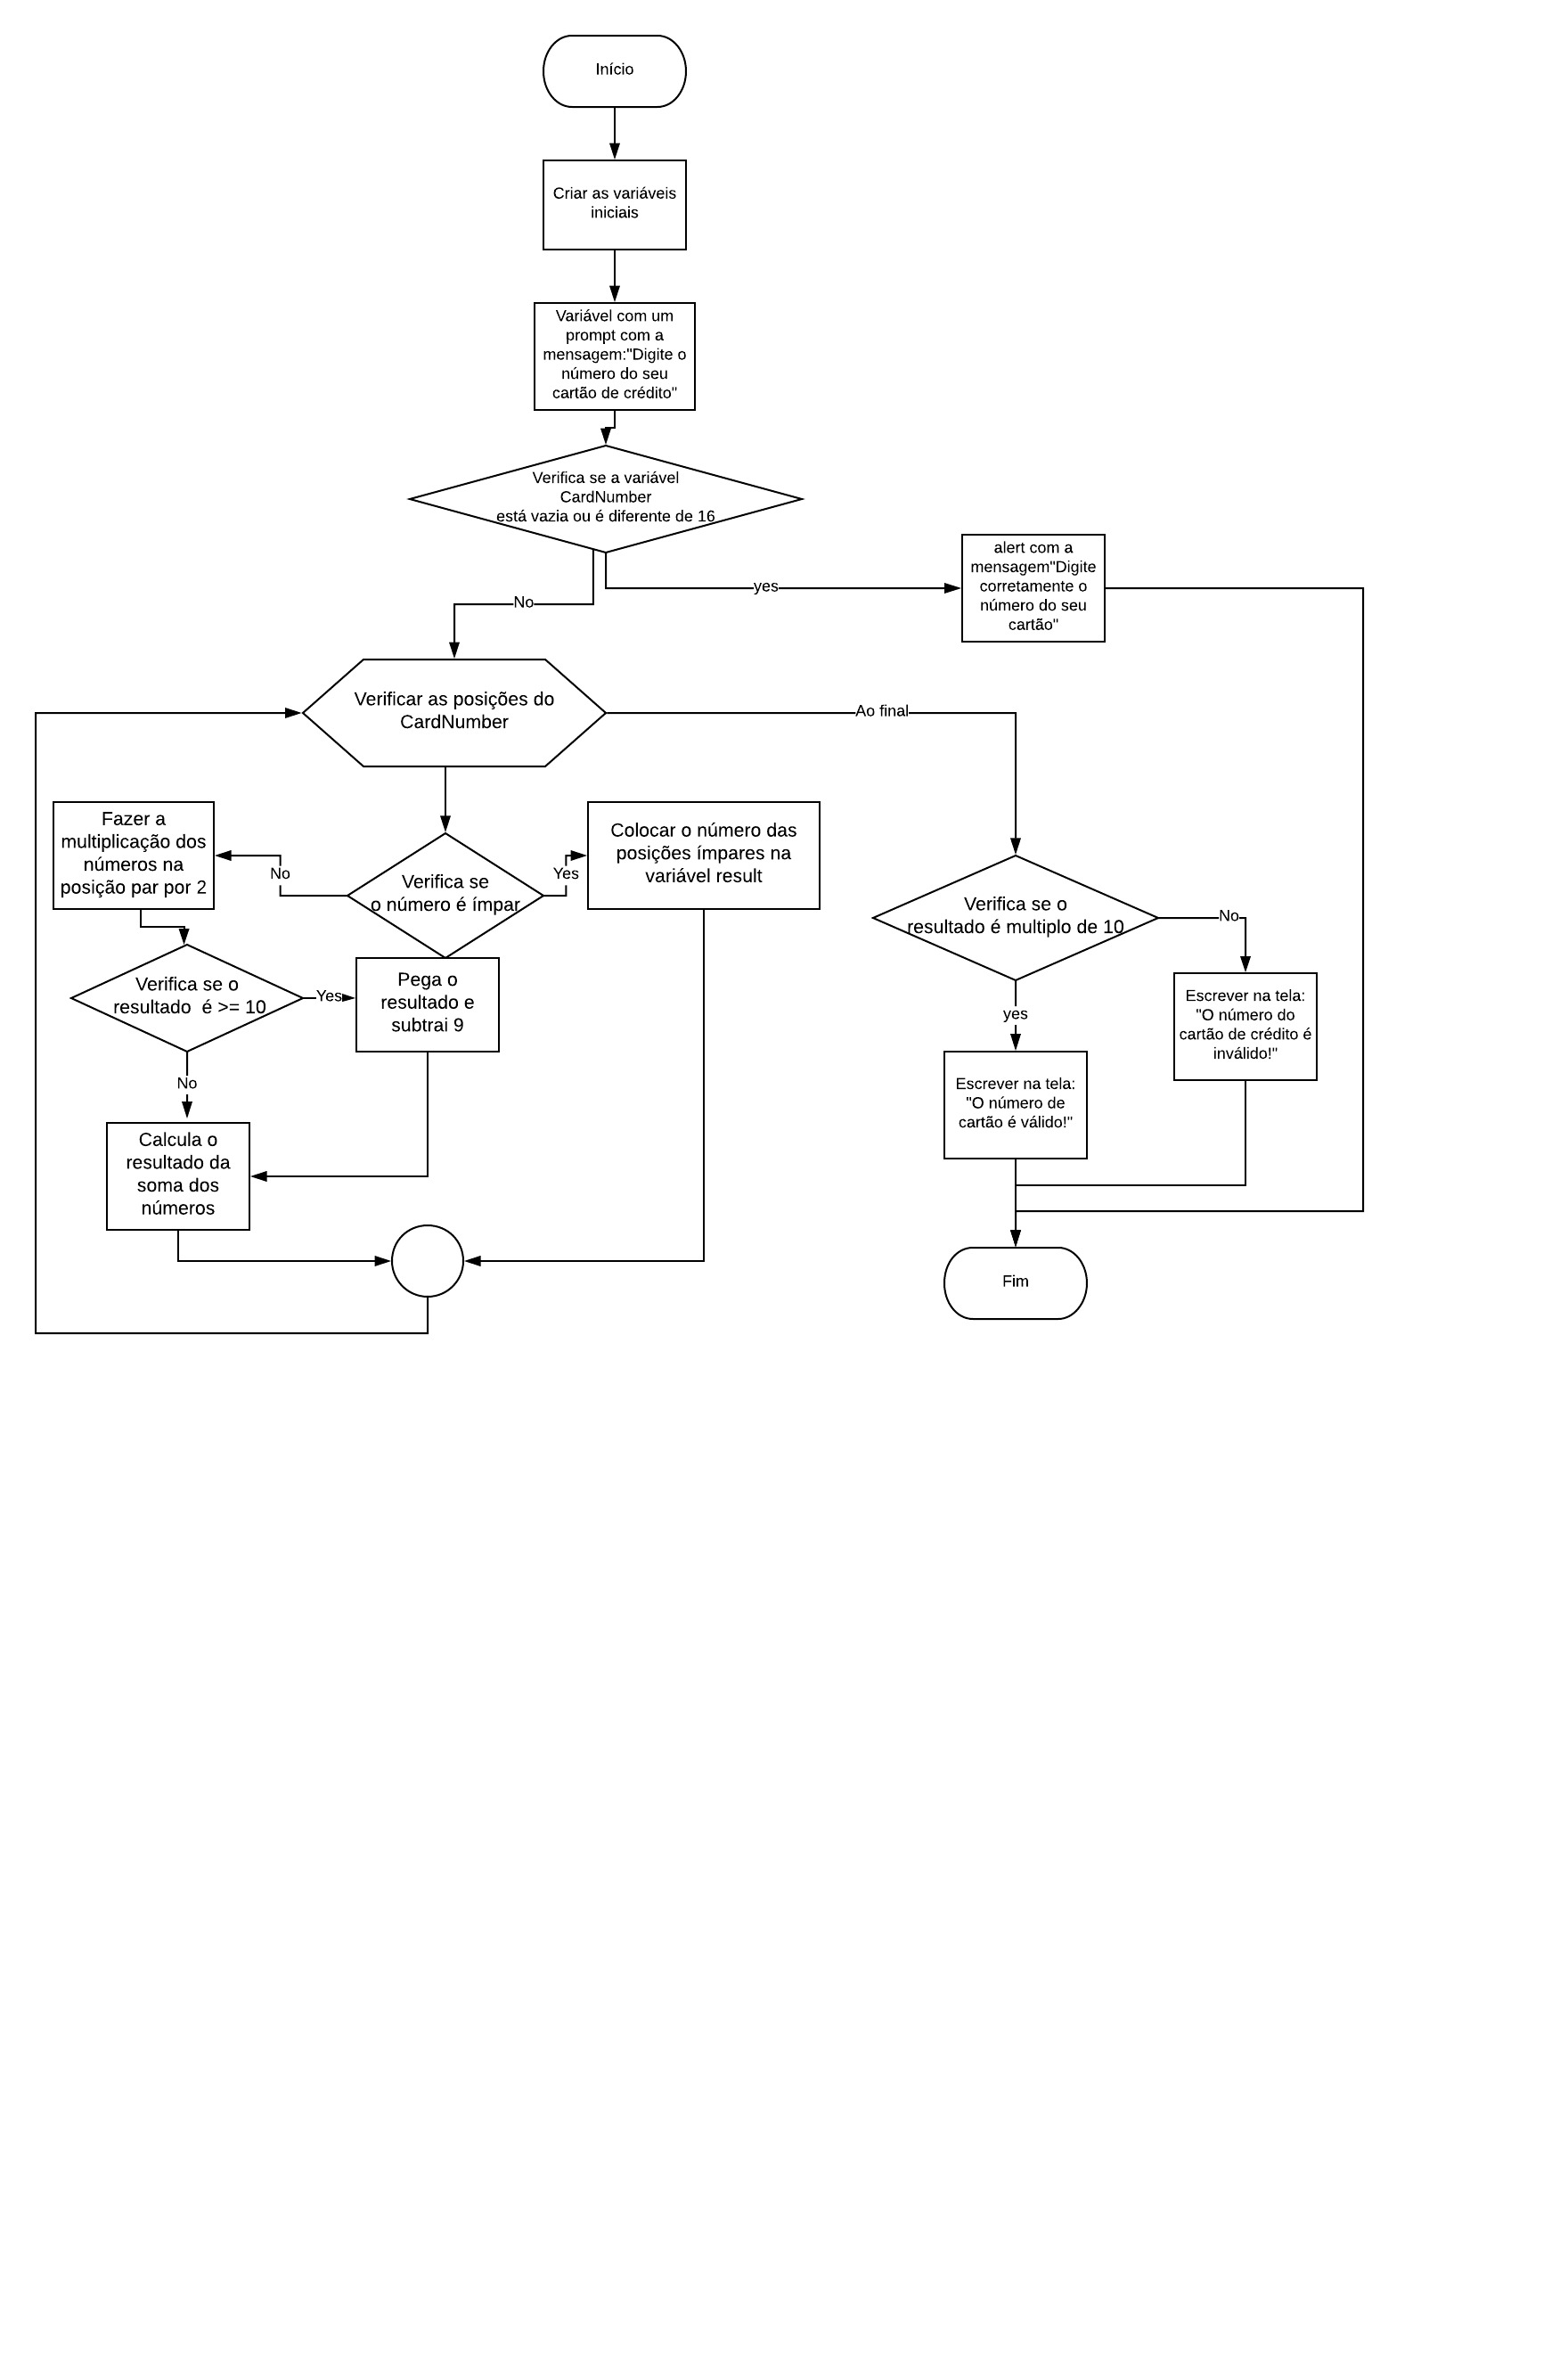 Início
Criar as variáveis
iniciais
Variável com um
prompt com a
mensagem:"Digite o
número do seu
cartão de crédito"
Verifica se a variável
CardNumber
está vazia ou é diferente de 16
alert com a
mensagem"Digite
corretamente o
número do seu
cartão"
yes
No
Verificar as posições do
CardNumber
Ao final
Fazer a
multiplicação dos
números na
posição par por 2
No
Verifica se
o número é ímpar
Yes
Colocar o número das
posições ímpares na
variável result
Verifica se o
resultado é multiplo de 10
No
Verifica se o
resultado  é >= 10
Yes
Pega o
resultado e
subtrai 9
Escrever na tela:
"O número do
cartão de crédito é
inválido!"
yes
No
Escrever na tela:
"O número de
cartão é válido!"
Calcula o
resultado da
soma dos
números
Fim